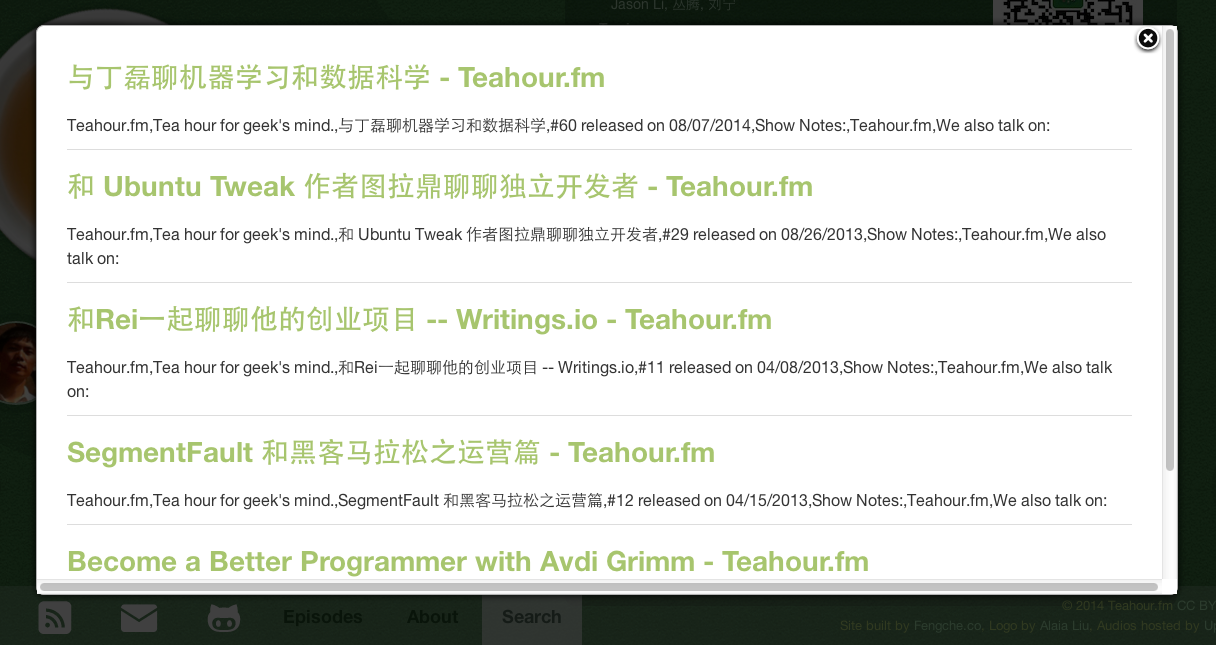 Jason Li, 丛腾, 刘宁
与丁磊聊机器学习和数据科学 - Teahour.fm
Teahour.fm,Tea hour for geek's mind.,与丁磊聊机器学习和数据科学,#60 released on 08/07/2014,Show Notes:,Teahour.fm,We also talk on:
和 Ubuntu Tweak 作者图拉鼎聊聊独立开发者 - Teahour.fm
Teahour.fm,Tea hour for geek's mind.,和 Ubuntu Tweak 作者图拉鼎聊聊独立开发者,#29 released on 08/26/2013,Show Notes:,Teahour.fm,We also
talk on:
和Rei一起聊聊他的创业项目 -- Writings.io - Teahour.fm
Teahour.fm,Tea hour for geek's mind.,和Rei一起聊聊他的创业项目 -- Writings.io,#11 released on 04/08/2013,Show Notes:,Teahour.fm,We also talk
on:
SegmentFault 和黑客马拉松之运营篇 - Teahour.fm
Teahour.fm,Tea hour for geek's mind.,SegmentFault 和黑客马拉松之运营篇,#12 released on 04/15/2013,Show Notes:,Teahour.fm,We also talk on:
Become a Better Programmer with Avdi Grimm - Teahour.fm
Episodes About Search
© 2014 Teahour.fm CC BY
Site built by Fengche.co, Logo by Alaia Liu, Audios hosted by